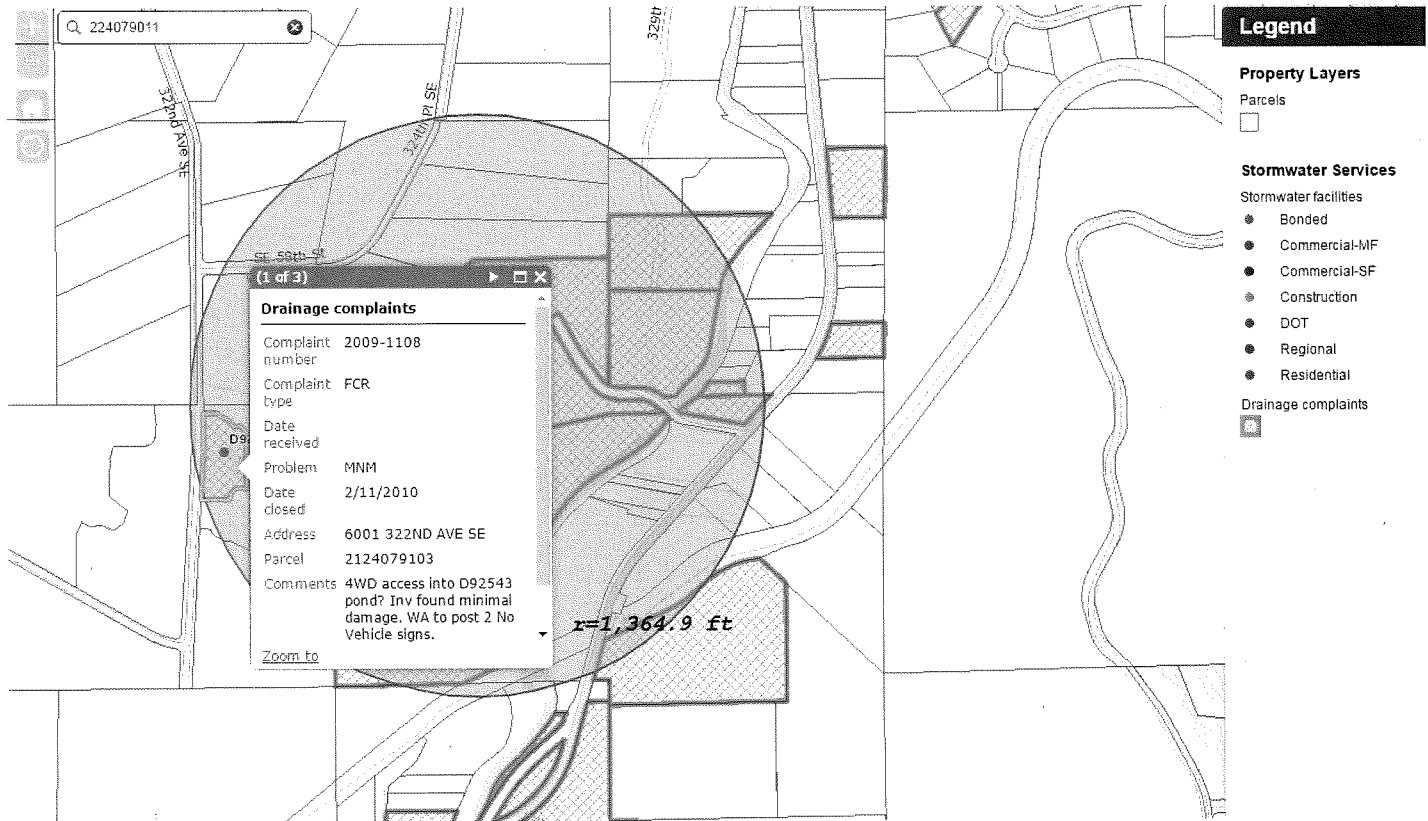 224079011
322nd Ave SE
324th Pl SE
329th
SE 59th St
(1 of 3)
Drainage complaints
Complaint number 2009-1108
Complaint type FCR
Date received
Problem MNM
Date closed 2/11/2010
Address 6001 322ND AVE SE
Parcel 2124079103
Comments 4WD access into D92543
pond? Inv found minimal
damage. WA to post 2 No
Vehicle signs.
Zoom to
D92
r=1,364.9 ft
Legend
Property Layers
Parcels
Stormwater Services
Stormwater facilities
Bonded
Commercial-MF
Commercial-SF
Construction
DOT
Regional
Residential
Drainage complaints